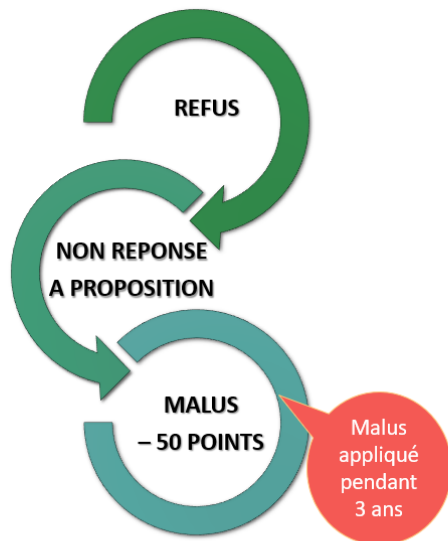 REFUS
NON REPONSE
A PROPOSITION
MALUS
– 50 POINTS
Malus
appliqué
pendant
3 ans